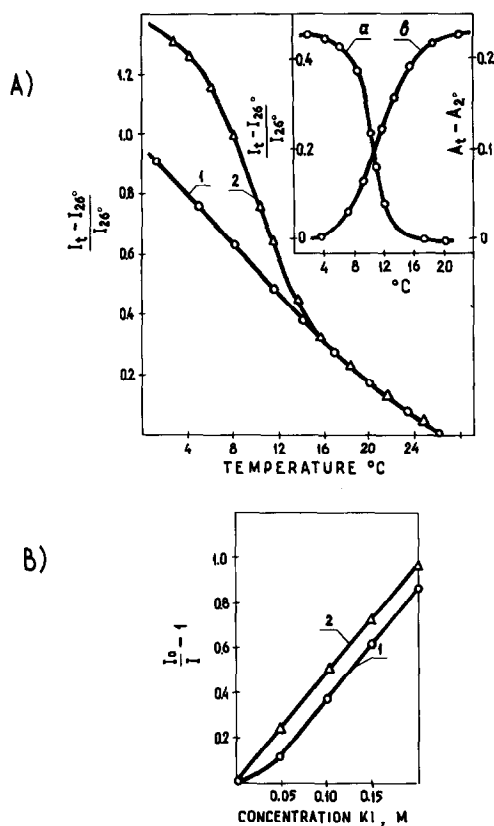 A)
I_t – I_26° / I_26°
1.2
1.0
0.8
0.6
0.4
0.2
1
2
4 8 12 16 20 24
TEMPERATURE °C
I_t – I_26° / I_26°
0.4
0.2
0
a
в
A_t – A_2°
0.2
0.1
0
4 8 12 16 20
°C
B)
I_o / I – 1
1.0
0.8
0.6
0.4
0.2
0
2
1
0.05 0.10 0.15
CONCENTRATION KI, M